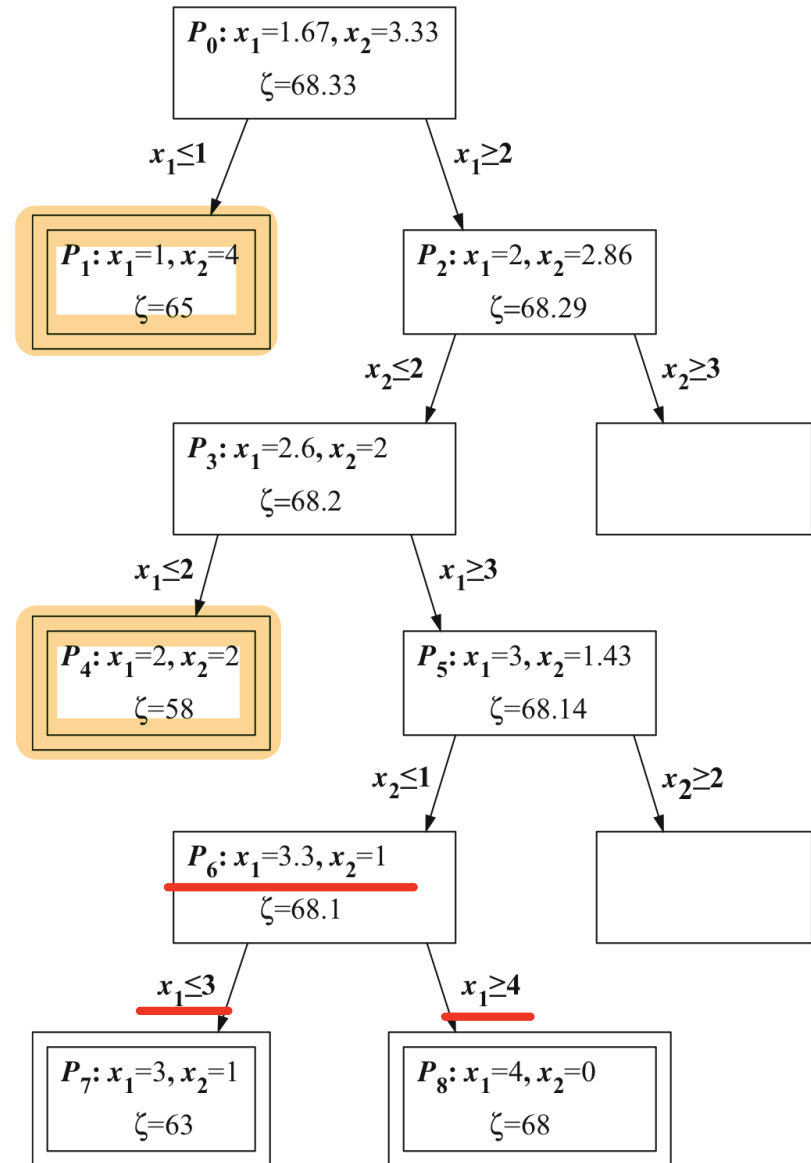 P₀: x₁=1.67, x₂=3.33
ζ=68.33
x₁≤1
x₁≥2
P₁: x₁=1, x₂=4
ζ=65
P₂: x₁=2, x₂=2.86
ζ=68.29
x₂≤2
x₂≥3
P₃: x₁=2.6, x₂=2
ζ=68.2
x₁≤2
x₁≥3
P₄: x₁=2, x₂=2
ζ=58
P₅: x₁=3, x₂=1.43
ζ=68.14
x₂≤1
x₂≥2
P₆: x₁=3.3, x₂=1
ζ=68.1
x₁≤3
x₁≥4
P₇: x₁=3, x₂=1
ζ=63
P₈: x₁=4, x₂=0
ζ=68